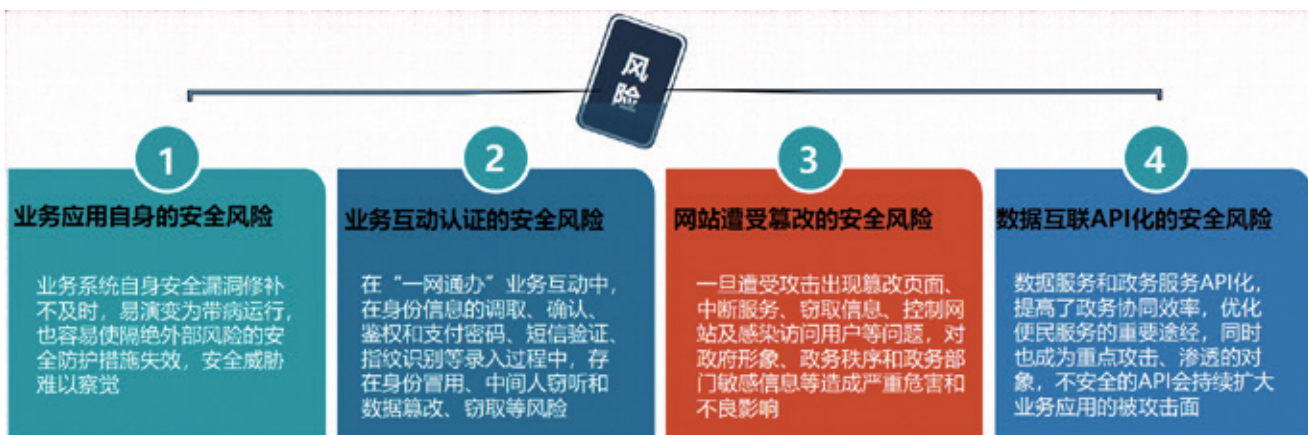 风
险
1
业务应用自身的安全风险
业务系统自身安全漏洞修补
不及时，易演变为带病运行，
也容易使隔绝外部风险的安
全防护措施失效，安全威胁
难以察觉
2
业务互动认证的安全风险
在“一网通办”业务互动中，
在身份信息的调取、确认、
鉴权和支付密码、短信验证、
指纹识别等录入过程中，存
在身份冒用、中间人窃听和
数据篡改、窃取等风险
3
网站遭受篡改的安全风险
一旦遭受攻击出现篡改页面、
中断服务、窃取信息、控制网
站及感染访问用户等问题，对
政府形象、政务秩序和政务部
门敏感信息等造成严重危害和
不良影响
4
数据互联API化的安全风险
数据服务和政务服务API化，
提高了政务协同效率，优化
便民服务的重要途经，同时
也成为重点攻击、渗透的对
象，不安全的API会持续扩大
业务应用的被攻击面